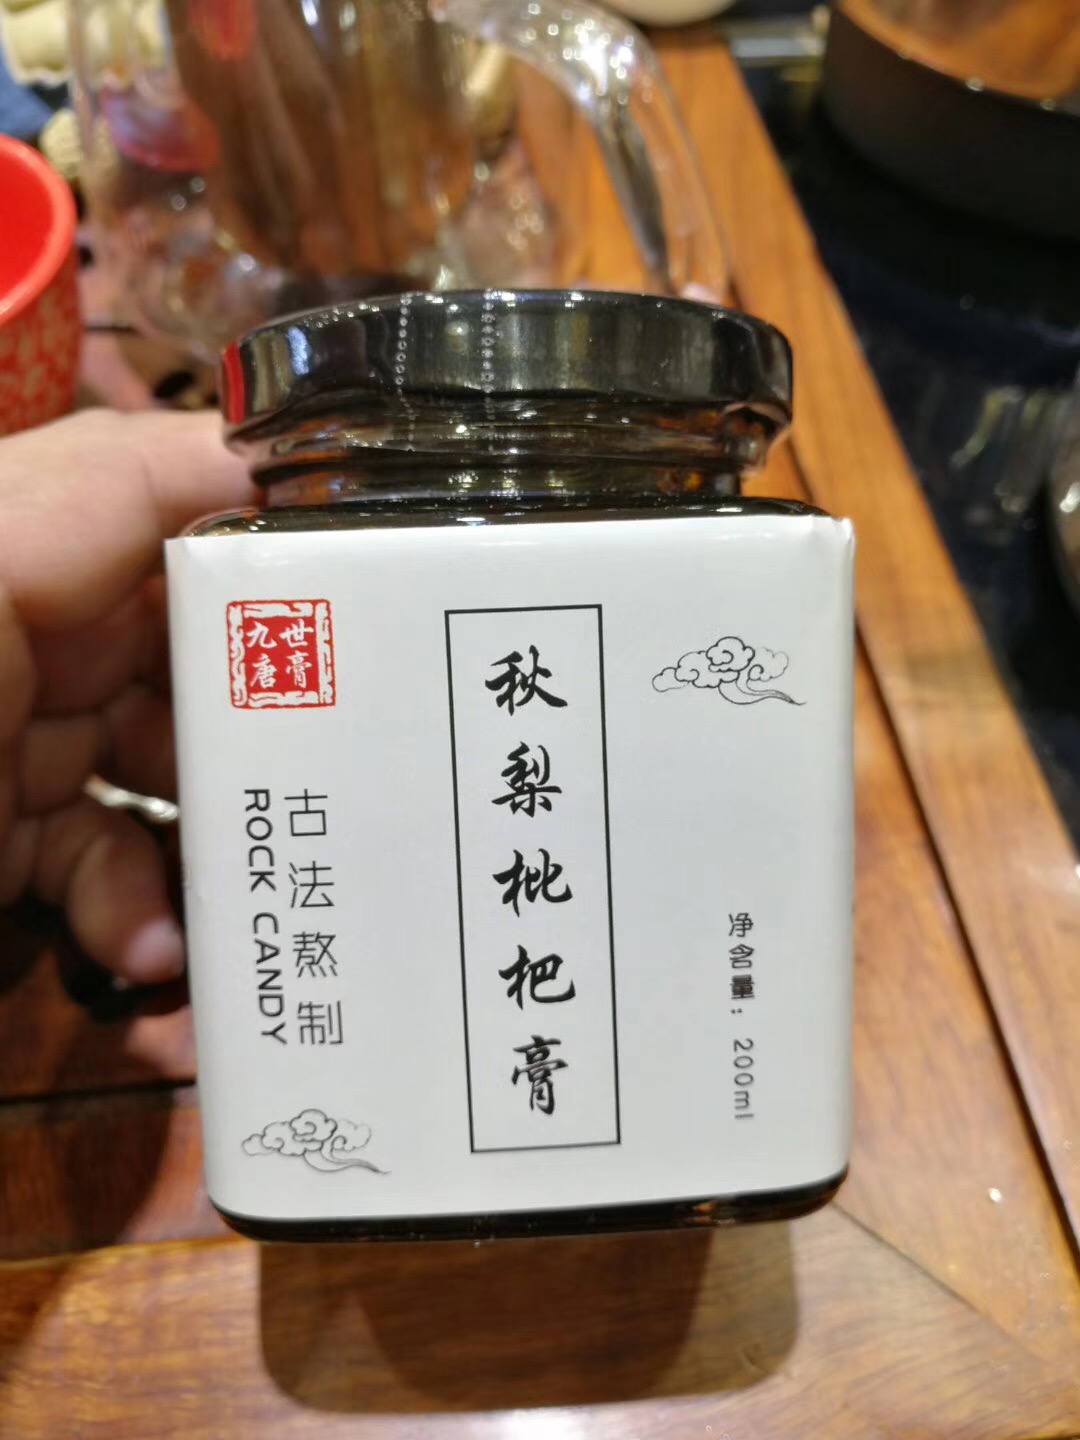 世膏
九唐
秋梨枇杷膏
古法熬制
ROCK CANDY
净含量：200ml